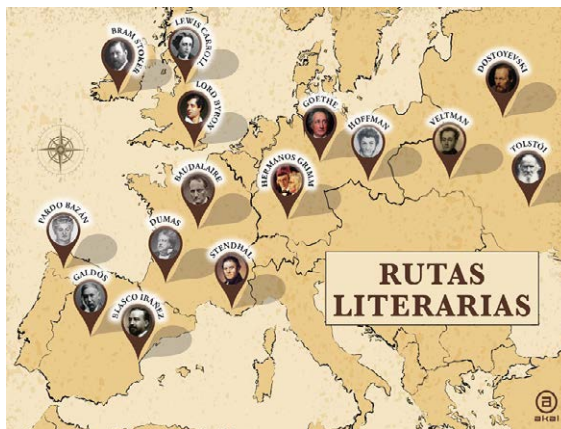 BRAM STOKER
LEWIS CARROLL
LORD BYRON
DOSTOYEVSKI
GOETHE
HOFFMAN
VELTMAN
TOLSTÓI
BAUDALAIRE
HERMANOS GRIMM
PARDO BAZÁN
DUMAS
STENDHAL
GALDÓS
BLASCO IBÁÑEZ
RUTAS
LITERARIAS
a
akal